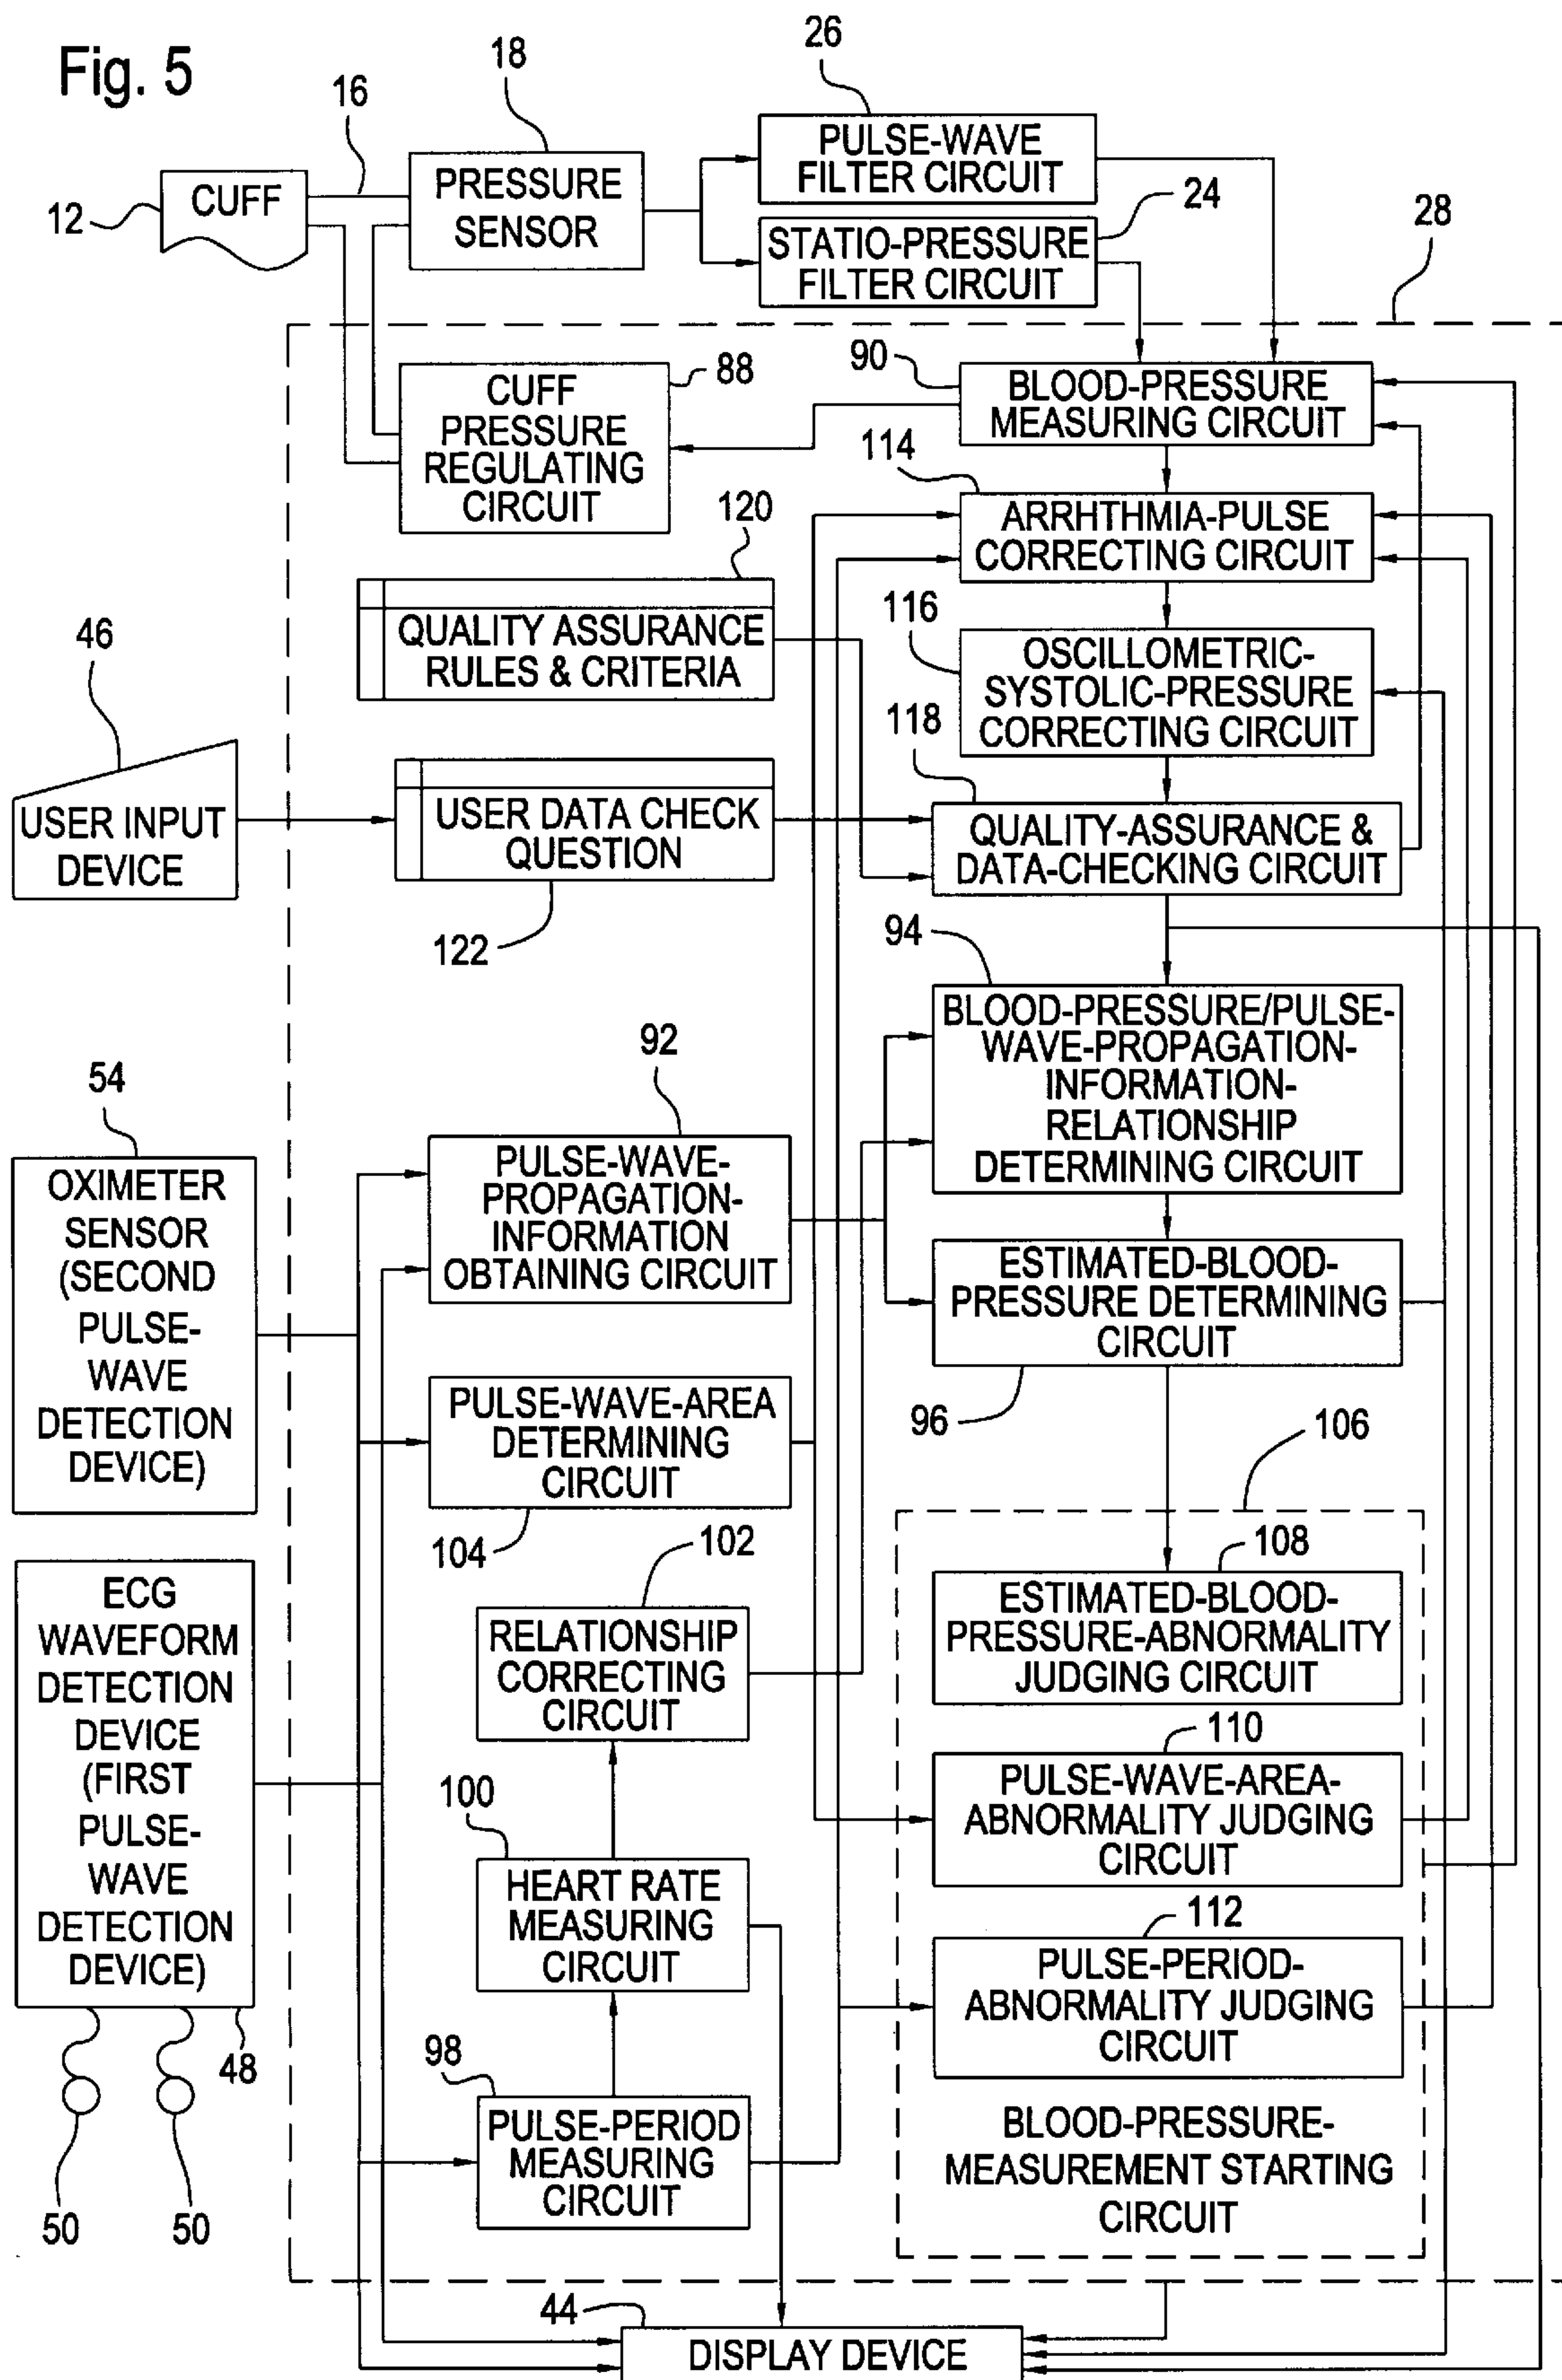 Fig. 5
26
18
16
PULSE-WAVE
FILTER CIRCUIT
PRESSURE
SENSOR
CUFF
12
24
STATIO-PRESSURE
FILTER CIRCUIT
28
90
BLOOD-PRESSURE
MEASURING CIRCUIT
88
CUFF
PRESSURE
REGULATING
CIRCUIT
114
ARRHTHMIA-PULSE
CORRECTING CIRCUIT
120
QUALITY ASSURANCE
RULES & CRITERIA
116
OSCILLOMETRIC-
SYSTOLIC-PRESSURE
CORRECTING CIRCUIT
46
USER INPUT
DEVICE
118
USER DATA CHECK
QUESTION
122
QUALITY-ASSURANCE &
DATA-CHECKING CIRCUIT
94
BLOOD-PRESSURE/PULSE-
WAVE-PROPAGATION-
INFORMATION-
RELATIONSHIP
DETERMINING CIRCUIT
92
PULSE-WAVE-
PROPAGATION-
INFORMATION
OBTAINING CIRCUIT
54
OXIMETER
SENSOR
(SECOND
PULSE-
WAVE
DETECTION
DEVICE)
ESTIMATED-BLOOD-
PRESSURE DETERMINING
CIRCUIT
96
PULSE-WAVE-AREA
DETERMINING
CIRCUIT
104
106
102
108
ECG
WAVEFORM
DETECTION
DEVICE
(FIRST
PULSE-
WAVE
DETECTION
DEVICE)
RELATIONSHIP
CORRECTING
CIRCUIT
ESTIMATED-BLOOD-
PRESSURE-ABNORMALITY
JUDGING CIRCUIT
110
PULSE-WAVE-AREA-
ABNORMALITY JUDGING
CIRCUIT
100
HEART RATE
MEASURING
CIRCUIT
112
PULSE-PERIOD-
ABNORMALITY JUDGING
CIRCUIT
48
98
PULSE-PERIOD
MEASURING
CIRCUIT
BLOOD-PRESSURE-
MEASUREMENT STARTING
CIRCUIT
50
50
44
DISPLAY DEVICE